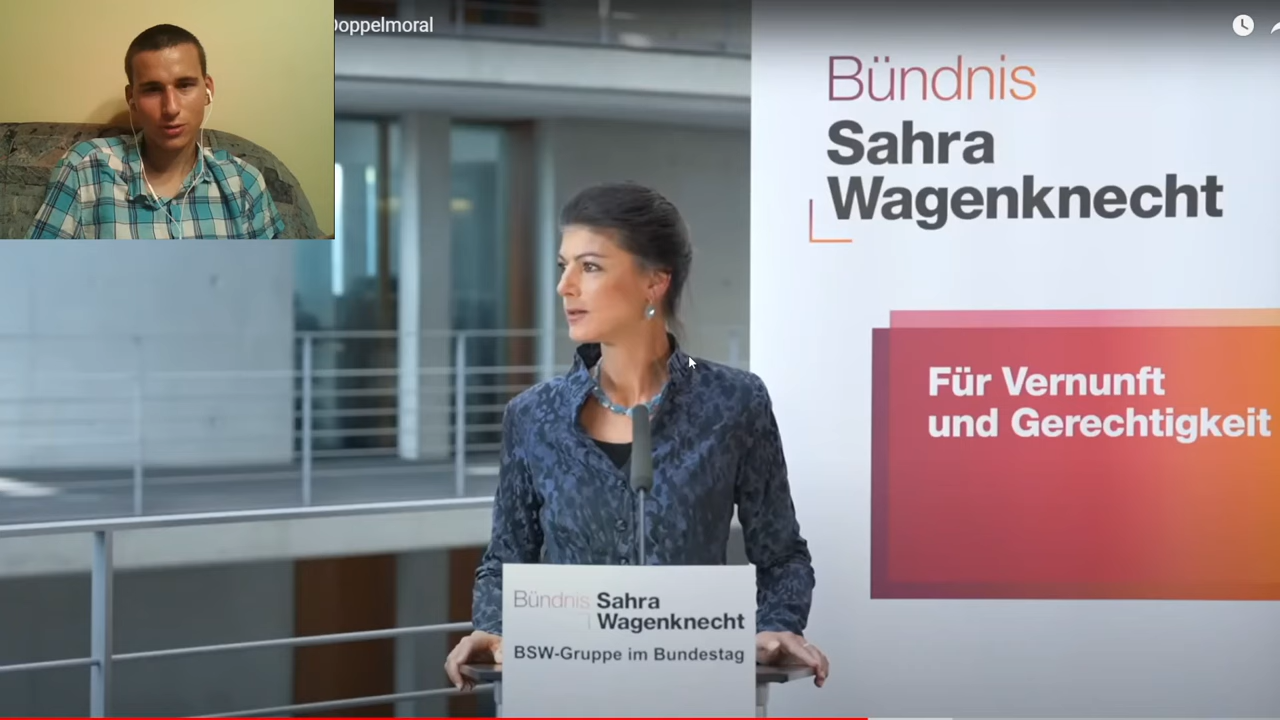 Doppelmoral
Bündnis
Sahra
Wagenknecht
Für Vernunft
und Gerechtigkeit
Bündnis Sahra
Wagenknecht
BSW-Gruppe im Bundestag